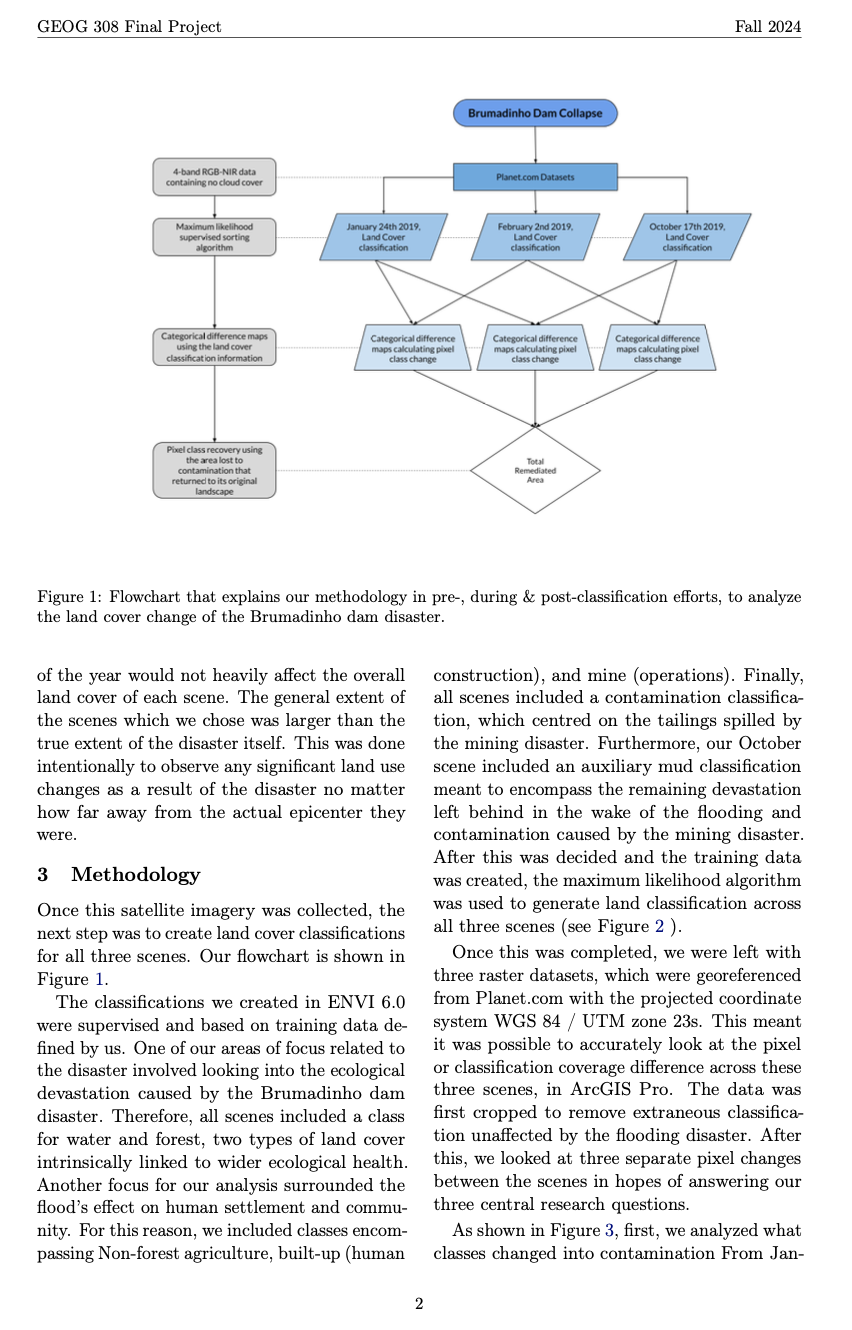 GEOG 308 Final Project
Fall 2024
Brumadinho Dam Collapse
4-band RGB-NIR data
containing no cloud cover
Planet.com Datasets
Maximum likelihood
supervised sorting
algorithm
January 24th 2019,
Land Cover
classification
February 2nd 2019,
Land Cover
classification
October 17th 2019,
Land Cover
classification
Categorical difference maps
using the land cover
classification information
Categorical difference
maps calculating pixel
class change
Categorical difference
maps calculating pixel
class change
Categorical difference
maps calculating pixel
class change
Pixel class recovery using
the area lost to
contamination that
returned to its original
landscape
Total
Remediated
Area
Figure 1: Flowchart that explains our methodology in pre-, during & post-classification efforts, to analyze
the land cover change of the Brumadinho dam disaster.
of the year would not heavily affect the overall
land cover of each scene. The general extent of
the scenes which we chose was larger than the
true extent of the disaster itself. This was done
intentionally to observe any significant land use
changes as a result of the disaster no matter
how far away from the actual epicenter they
were.
3 Methodology
Once this satellite imagery was collected, the
next step was to create land cover classifications
for all three scenes. Our flowchart is shown in
Figure 1.
The classifications we created in ENVI 6.0
were supervised and based on training data de-
fined by us. One of our areas of focus related to
the disaster involved looking into the ecological
devastation caused by the Brumadinho dam
disaster. Therefore, all scenes included a class
for water and forest, two types of land cover
intrinsically linked to wider ecological health.
Another focus for our analysis surrounded the
flood's effect on human settlement and commu-
nity. For this reason, we included classes encom-
passing Non-forest agriculture, built-up (human
construction), and mine (operations). Finally,
all scenes included a contamination classifica-
tion, which centred on the tailings spilled by
the mining disaster. Furthermore, our October
scene included an auxiliary mud classification
meant to encompass the remaining devastation
left behind in the wake of the flooding and
contamination caused by the mining disaster.
After this was decided and the training data
was created, the maximum likelihood algorithm
was used to generate land classification across
all three scenes (see Figure 2 ).
Once this was completed, we were left with
three raster datasets, which were georeferenced
from Planet.com with the projected coordinate
system WGS 84 / UTM zone 23s. This meant
it was possible to accurately look at the pixel
or classification coverage difference across these
three scenes, in ArcGIS Pro. The data was
first cropped to remove extraneous classifica-
tion unaffected by the flooding disaster. After
this, we looked at three separate pixel changes
between the scenes in hopes of answering our
three central research questions.
As shown in Figure 3, first, we analyzed what
classes changed into contamination From Jan-
2